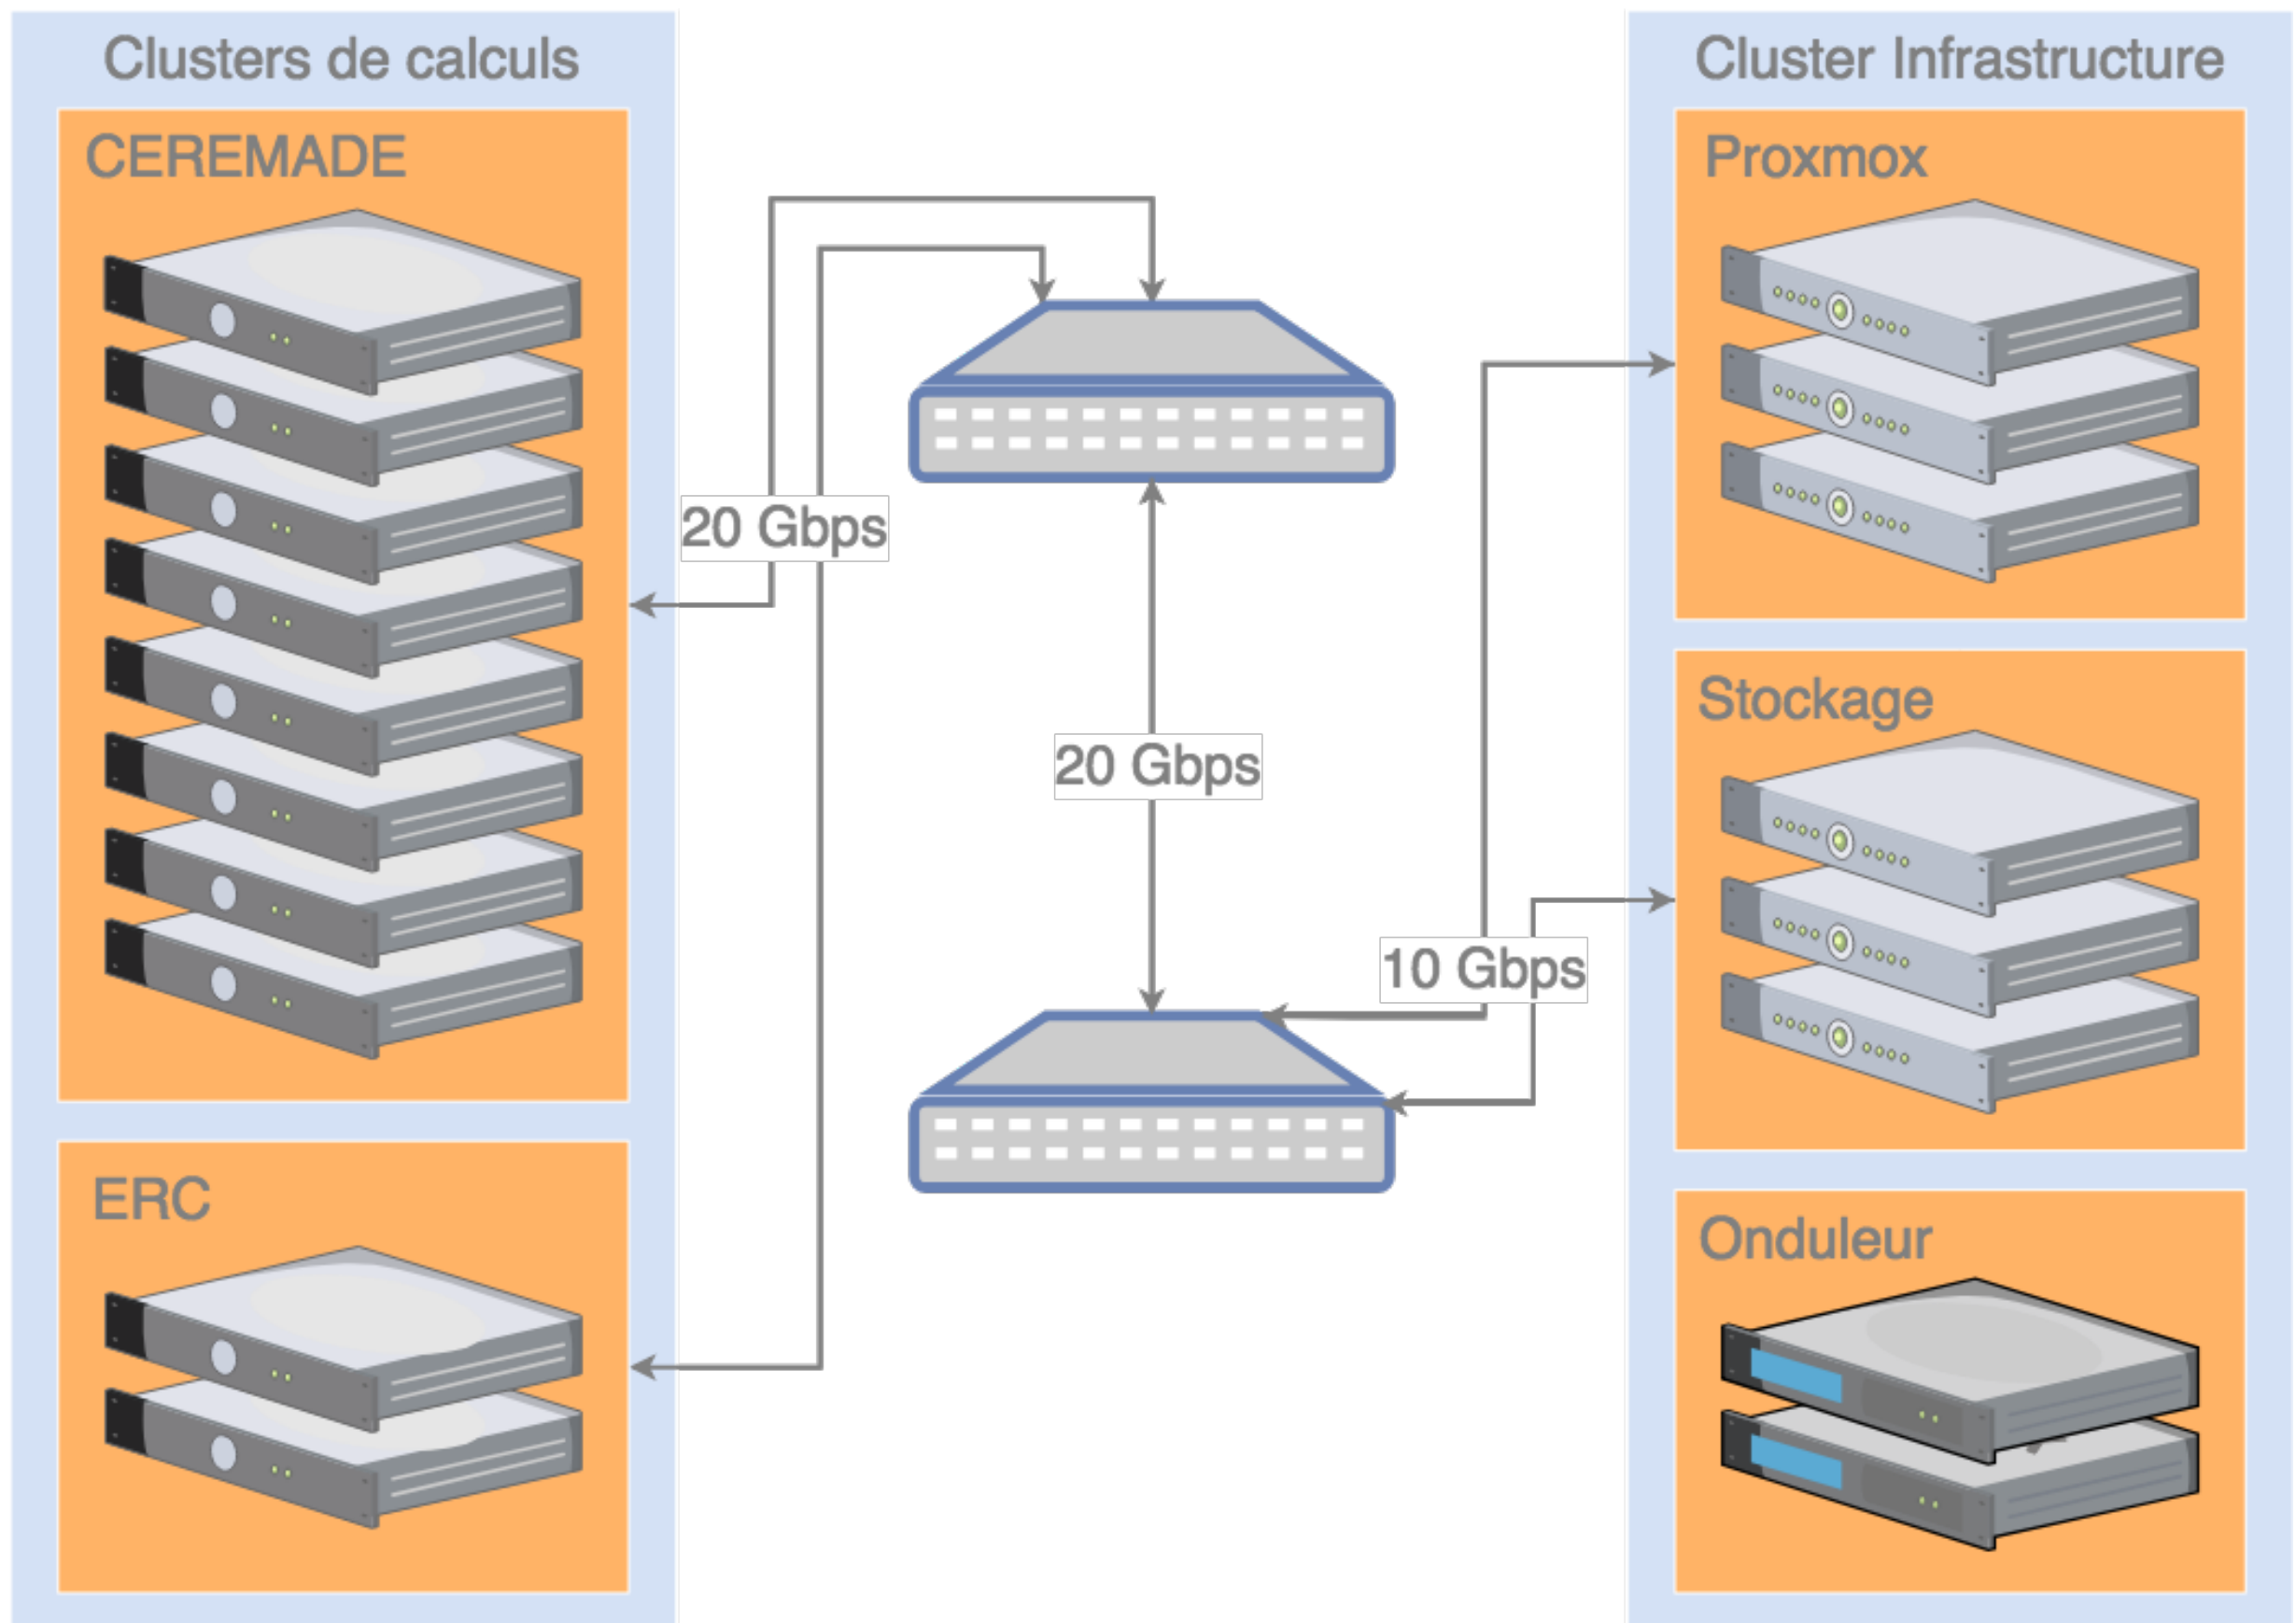 Clusters de calculs
CEREMADE
20 Gbps
ERC
20 Gbps
10 Gbps
Cluster Infrastructure
Proxmox
Stockage
Onduleur